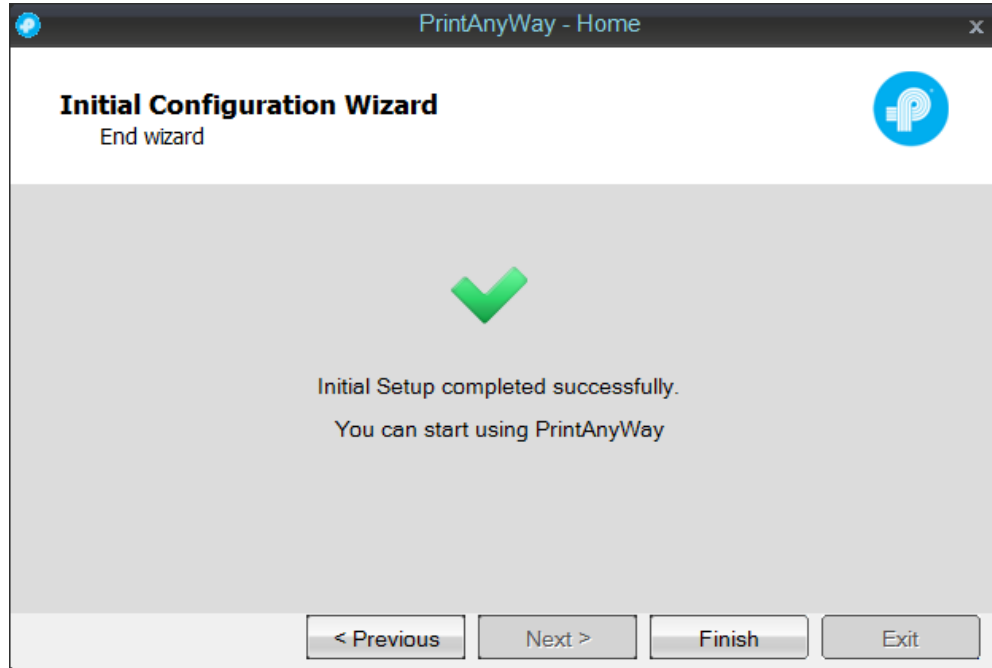 PrintAnyWay - Home
x
Initial Configuration Wizard
End wizard
Initial Setup completed successfully.
You can start using PrintAnyWay
< Previous
Next >
Finish
Exit